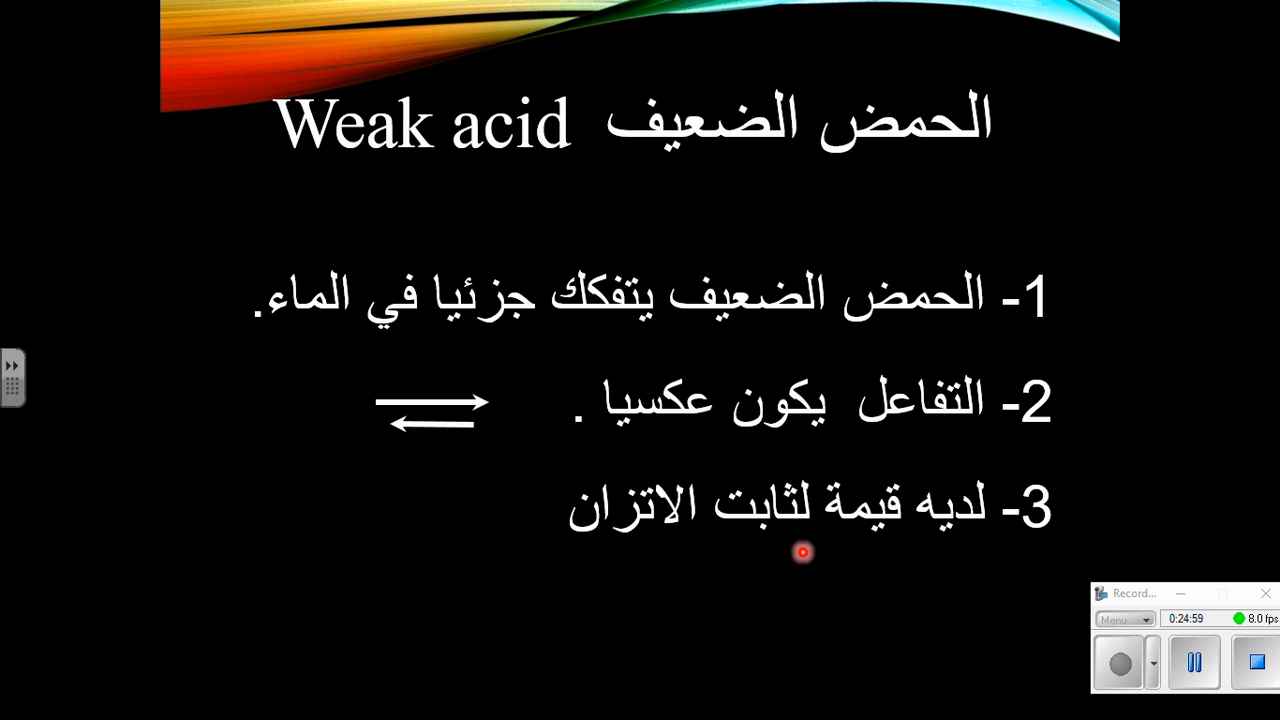 الحمض الضعيف Weak acid
1- الحمض الضعيف يتفكك جزئيا في الماء.
2- التفاعل يكون عكسيا .
3- لديه قيمة لثابت الاتزان
Record...
Menu
0:24:59
8.0 fps